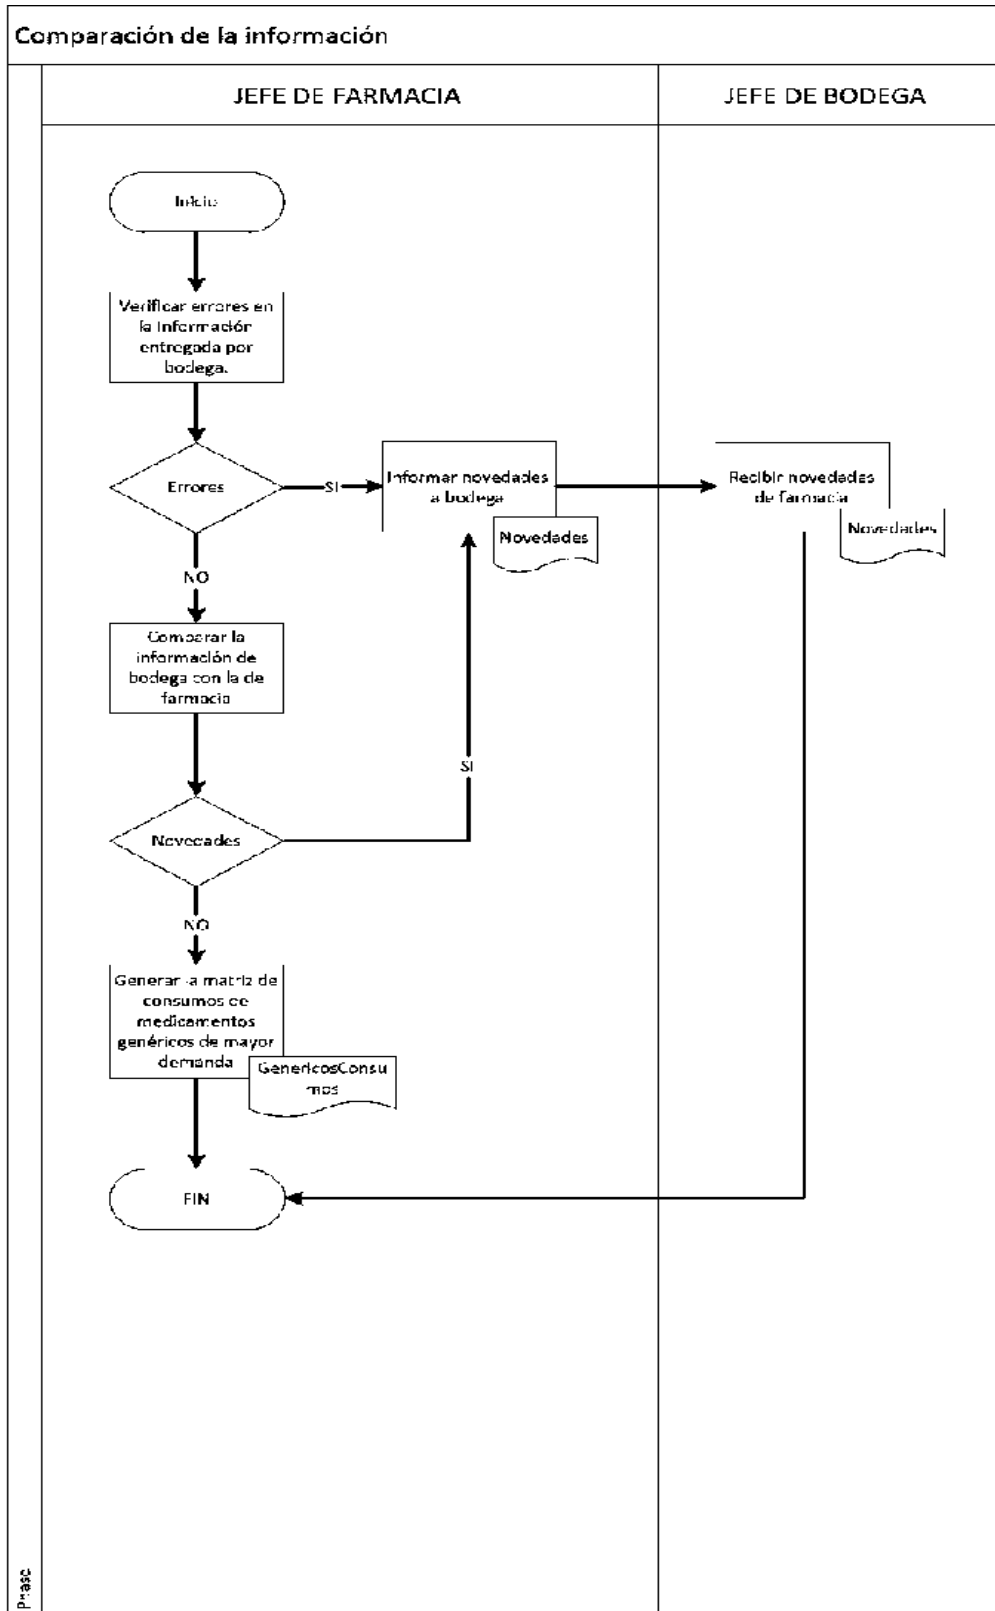 Comparación de la información
JEFE DE FARMACIA
JEFE DE BODEGA
Inicio
Verificar errores en
la información
entregada por
bodega.
Errores
SI
Informar novedades
a bodega
Novedades
Recibir novedades
de farmacia
Novedades
NO
Comparar la
información de
bodega con la de
farmacia
SI
Novedades
NO
Generar la matriz de
consumos de
medicamentos
genéricos de mayor
demanda
GenericosConsu
mos
FIN
Phase